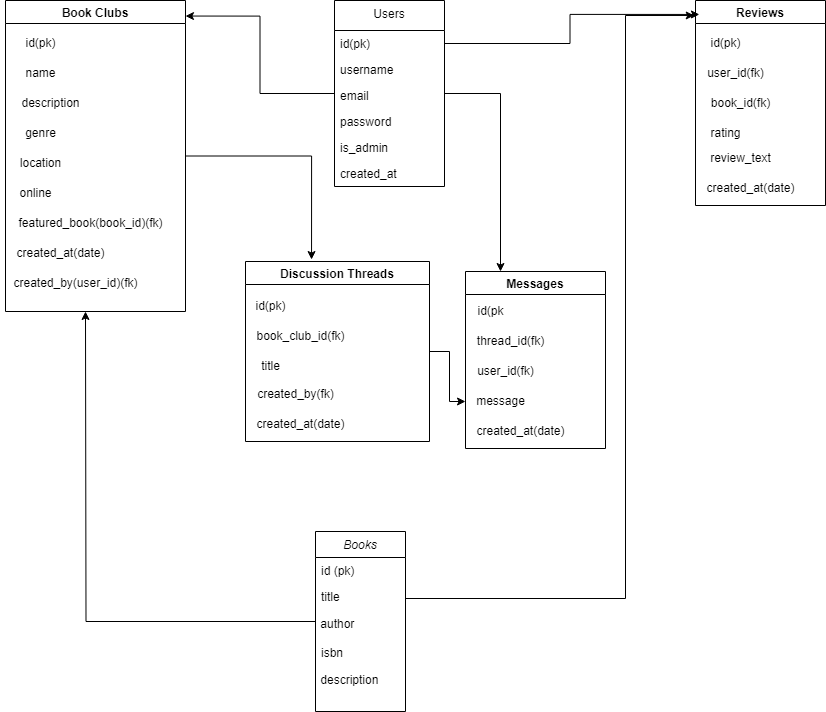 Book Clubs
id(pk)
name
description
genre
location
online
featured_book(book_id)(fk)
created_at(date)
created_by(user_id)(fk)
Users
id(pk)
username
email
password
is_admin
created_at
Reviews
id(pk)
user_id(fk)
book_id(fk)
rating
review_text
created_at(date)
Discussion Threads
id(pk)
book_club_id(fk)
title
created_by(fk)
created_at(date)
Messages
id(pk
thread_id(fk)
user_id(fk)
message
created_at(date)
Books
id (pk)
title
author
isbn
description